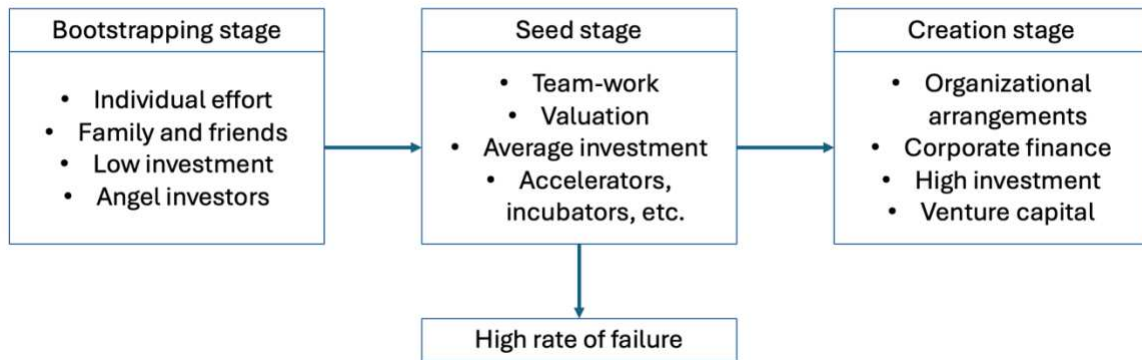 Bootstrapping stage
• Individual effort
• Family and friends
• Low investment
• Angel investors
Seed stage
• Team-work
• Valuation
• Average investment
• Accelerators,
incubators, etc.
Creation stage
• Organizational
arrangements
• Corporate finance
• High investment
• Venture capital
High rate of failure